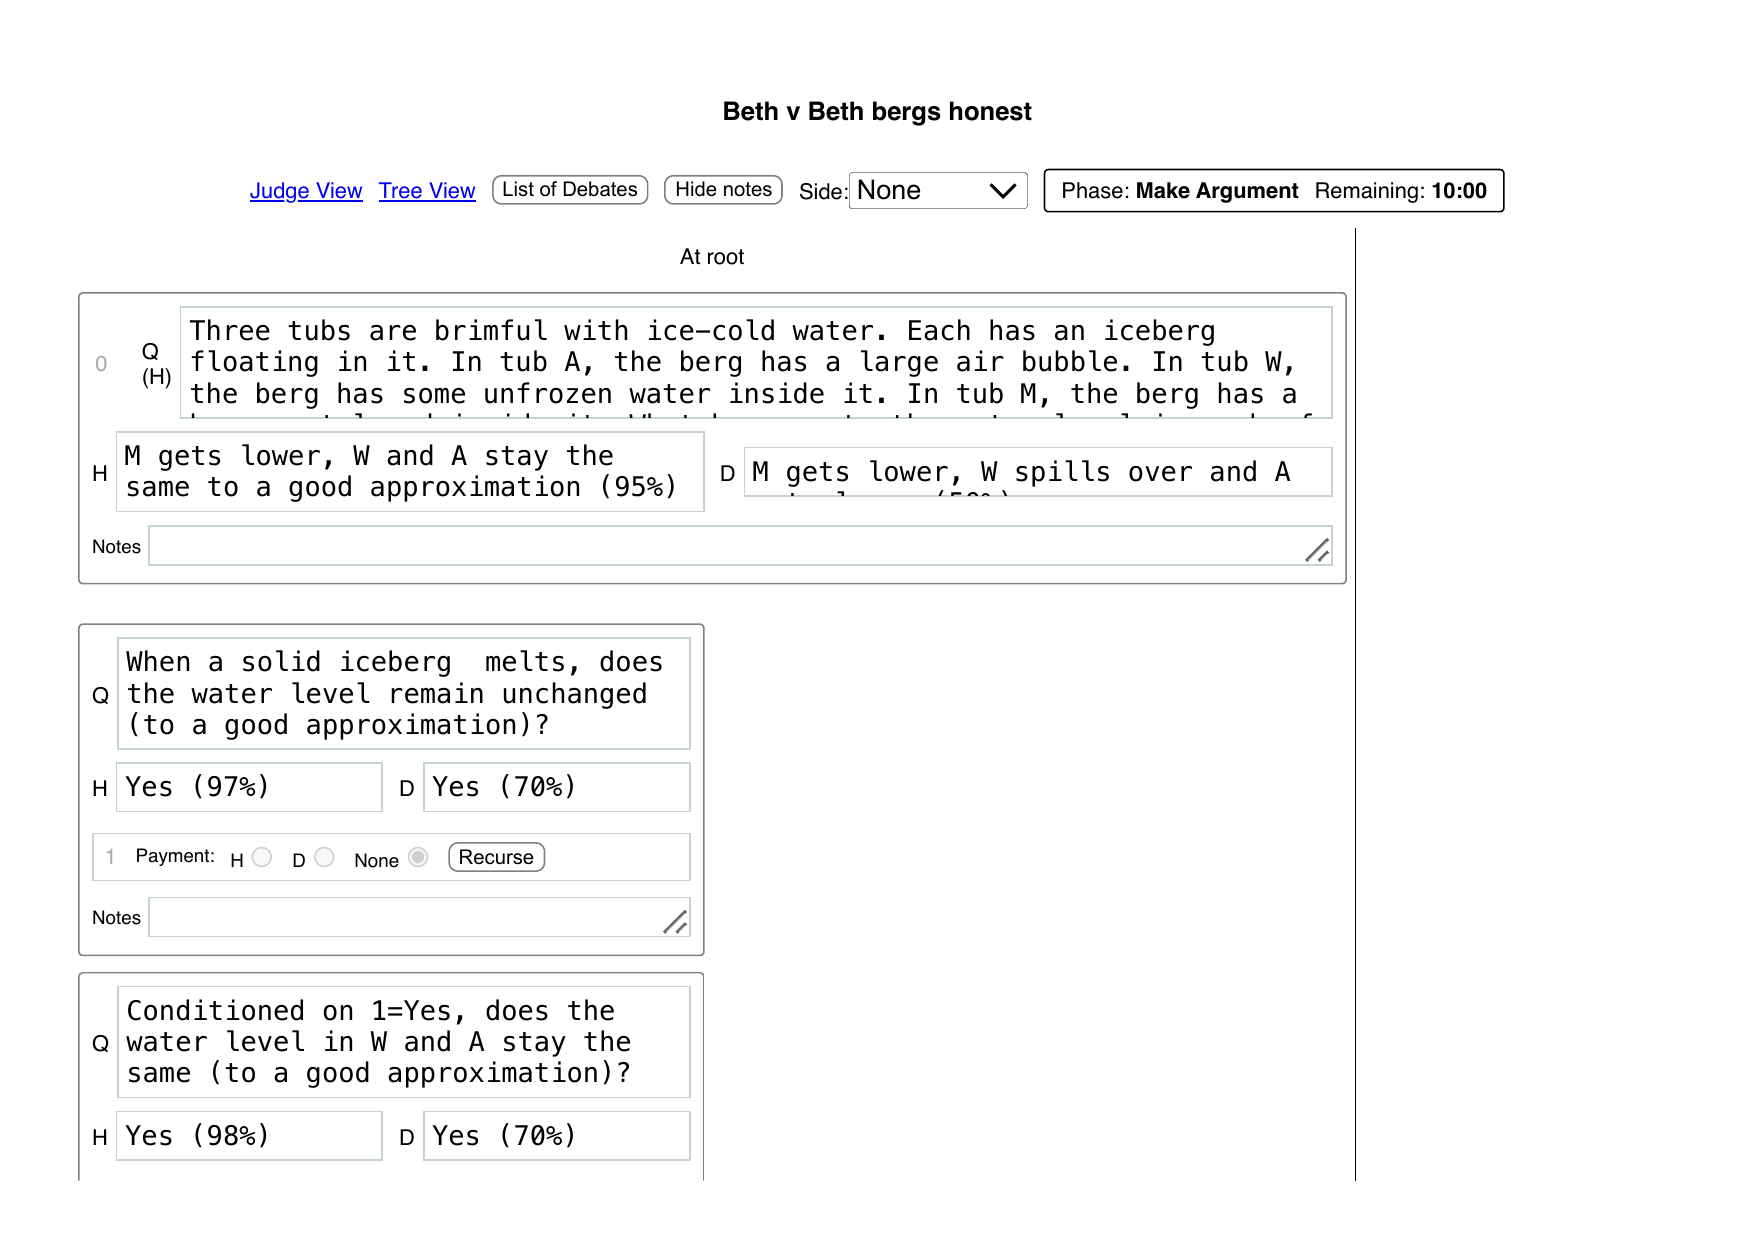 Beth v Beth bergs honest
Judge View Tree View List of Debates Hide notes Side: None Phase: Make Argument Remaining: 10:00
At root
0 Q (H)
Three tubs are brimful with ice-cold water. Each has an iceberg
floating in it. In tub A, the berg has a large air bubble. In tub W,
the berg has some unfrozen water inside it. In tub M, the berg has a
H
M gets lower, W and A stay the
same to a good approximation (95%)
D
M gets lower, W spills over and A
Notes
Q
When a solid iceberg  melts, does
the water level remain unchanged
(to a good approximation)?
H Yes (97%) D Yes (70%)
1 Payment: H D None Recurse
Notes
Q
Conditioned on 1=Yes, does the
water level in W and A stay the
same (to a good approximation)?
H Yes (98%) D Yes (70%)